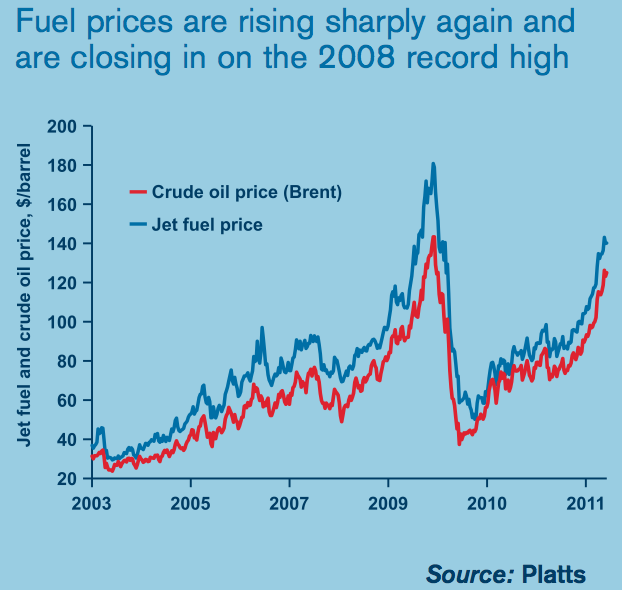 Fuel prices are rising sharply again and
are closing in on the 2008 record high
Jet fuel and crude oil price, $/barrel
200
180
160
140
120
100
80
60
40
20
Crude oil price (Brent)
Jet fuel price
2003 2005 2007 2009 2010 2011
Source: Platts